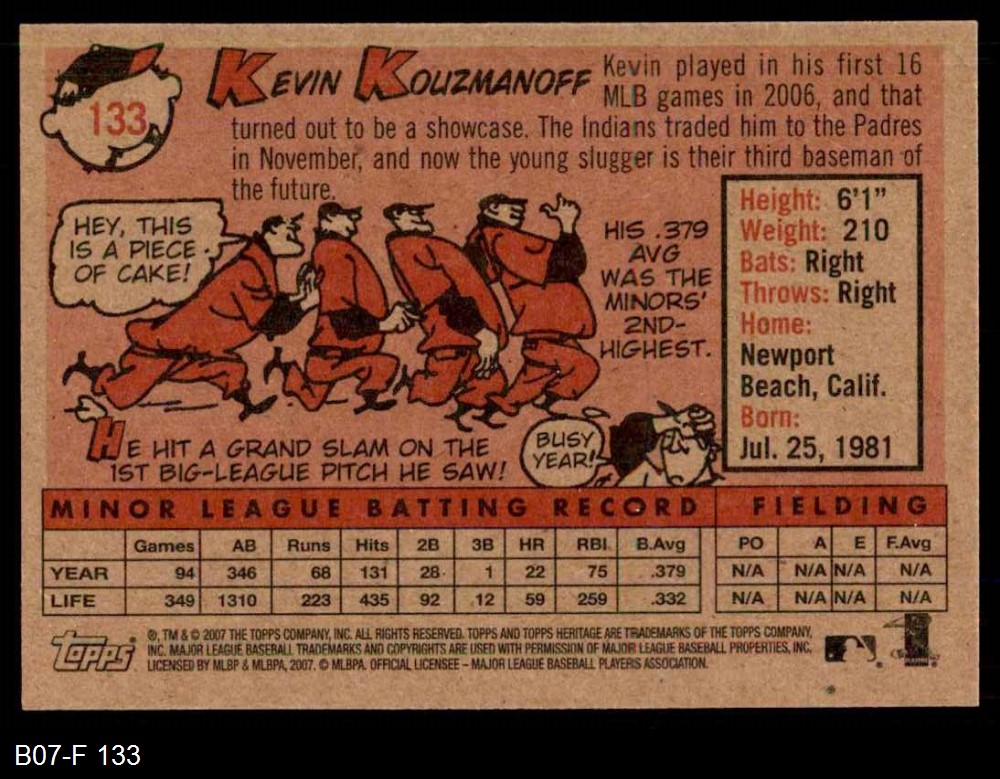 133
KEVIN KOUZMANOFF
Kevin played in his first 16
MLB games in 2006, and that
turned out to be a showcase. The Indians traded him to the Padres
in November, and now the young slugger is their third baseman of
the future.
HEY, THIS
IS A PIECE
OF CAKE!
HIS .379
AVG
WAS THE
MINORS'
2ND-
HIGHEST.
Height: 6'1"
Weight: 210
Bats: Right
Throws: Right
Home:
Newport
Beach, Calif.
Born:
Jul. 25, 1981
HE HIT A GRAND SLAM ON THE
1ST BIG-LEAGUE PITCH HE SAW!
BUSY
YEAR!
MINOR LEAGUE BATTING RECORD FIELDING
Games AB Runs Hits 2B 3B HR RBI B.Avg PO A E F.Avg
YEAR 94 346 68 131 28 1 22 75 .379 N/A N/A N/A N/A
LIFE 349 1310 223 435 92 12 59 259 .332 N/A N/A N/A N/A
Topps
®, TM & © 2007 THE TOPPS COMPANY, INC. ALL RIGHTS RESERVED. TOPPS AND TOPPS HERITAGE ARE TRADEMARKS OF THE TOPPS COMPANY,
INC. MAJOR LEAGUE BASEBALL TRADEMARKS AND COPYRIGHTS ARE USED WITH PERMISSION OF MAJOR LEAGUE BASEBALL PROPERTIES, INC.
LICENSED BY MLBP & MLBPA, 2007. © MLBPA. OFFICIAL LICENSEE – MAJOR LEAGUE BASEBALL PLAYERS ASSOCIATION.
B07-F 133